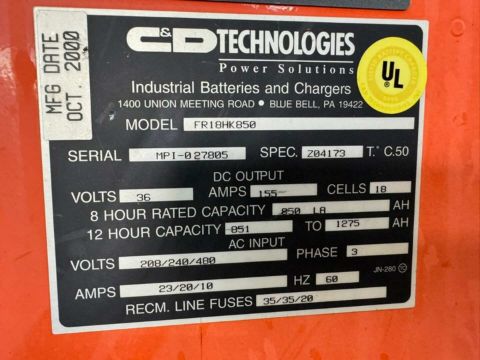 MFG DATE
OCT. 2000
C&D TECHNOLOGIES
Power Solutions
UL
Industrial Batteries and Chargers
1400 UNION MEETING ROAD • BLUE BELL, PA 19422
MODEL FR18HK850
SERIAL MPI-027805 SPEC. Z04173 T.° C.50
DC OUTPUT
VOLTS 36 AMPS 155- CELLS 18
8 HOUR RATED CAPACITY 850 LA AH
12 HOUR CAPACITY 851 TO 1275 AH
AC INPUT
VOLTS 208/240/480 PHASE 3
AMPS 23/20/10 HZ 60
JN-280
RECM. LINE FUSES 35/35/20